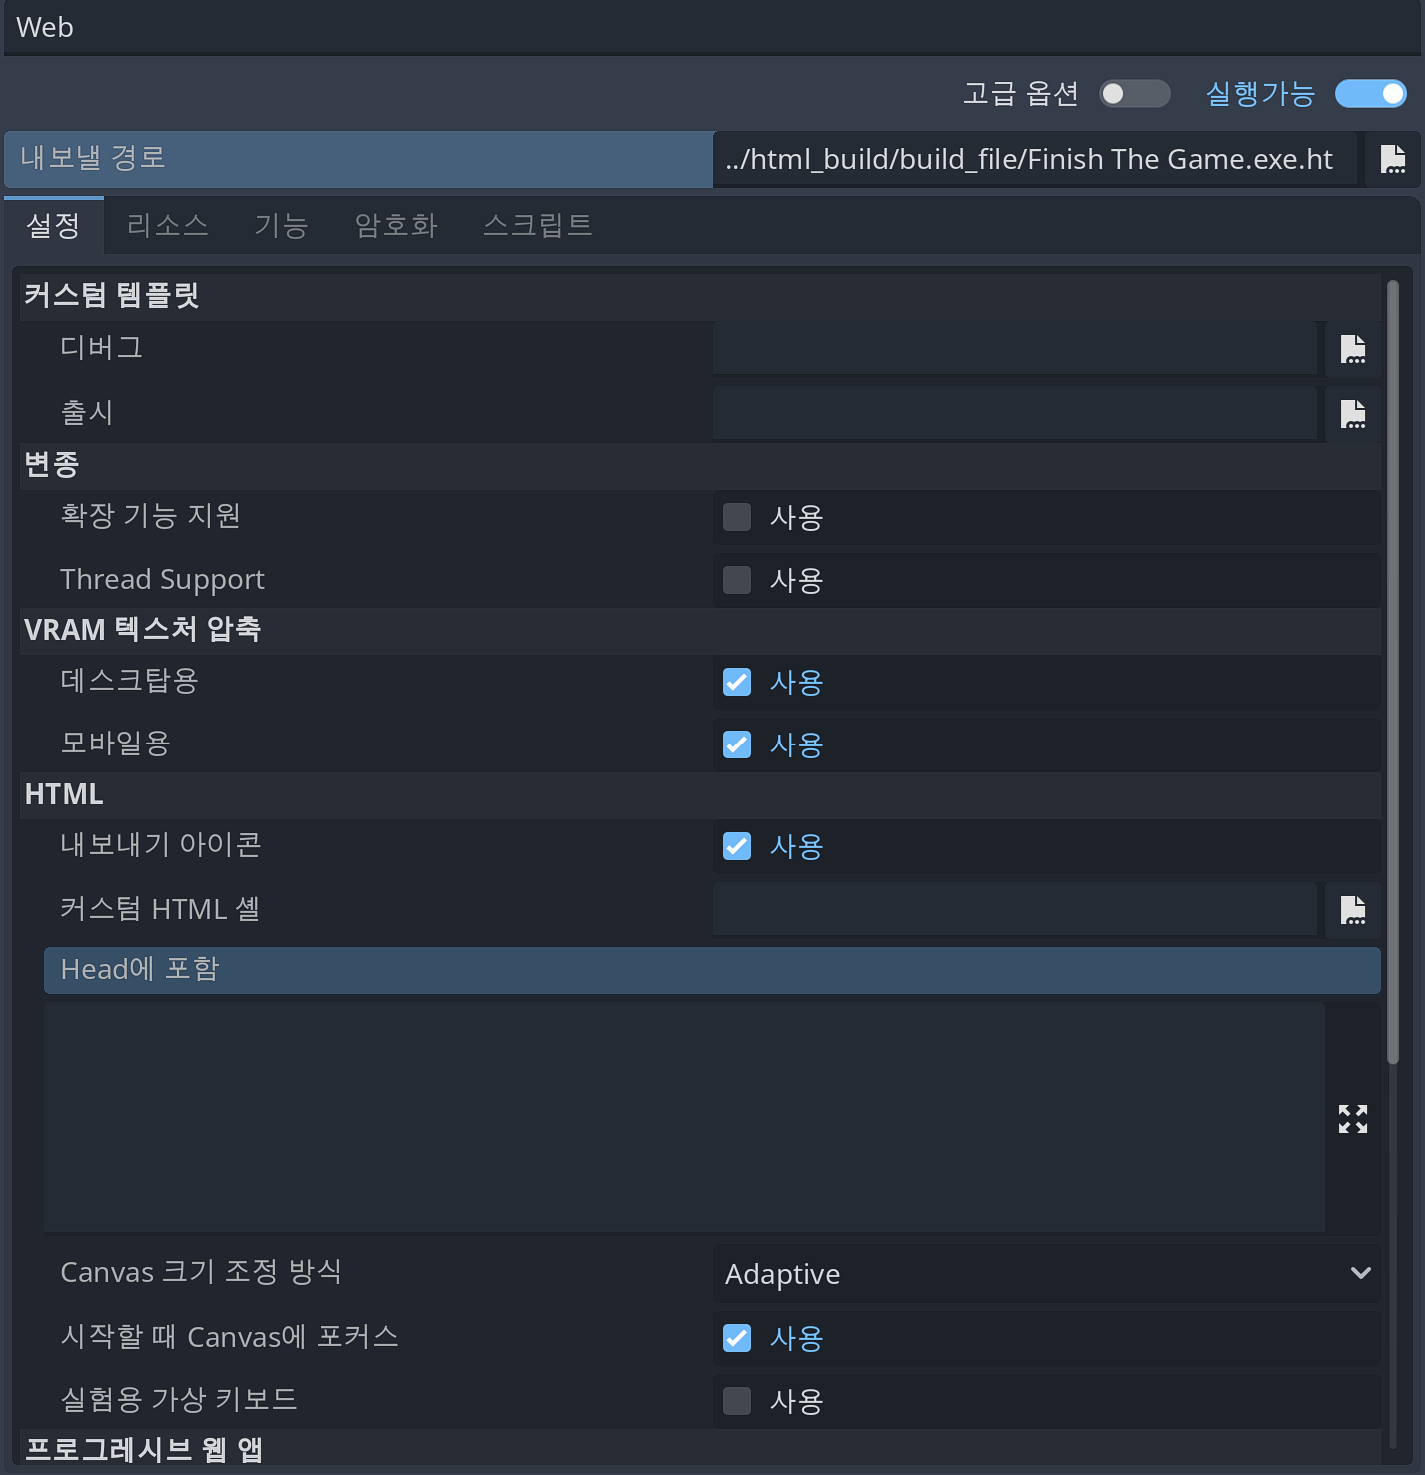 Web
고급 옵션 실행가능
내보낼 경로 ../html_build/build_file/Finish The Game.exe.ht
설정 리소스 기능 암호화 스크립트
커스텀 템플릿
디버그
출시
변종
확장 기능 지원 사용
Thread Support 사용
VRAM 텍스처 압축
데스크탑용 사용
모바일용 사용
HTML
내보내기 아이콘 사용
커스텀 HTML 셸
Head에 포함
Canvas 크기 조정 방식 Adaptive
시작할 때 Canvas에 포커스 사용
실험용 가상 키보드 사용
프로그레시브 웹 앱